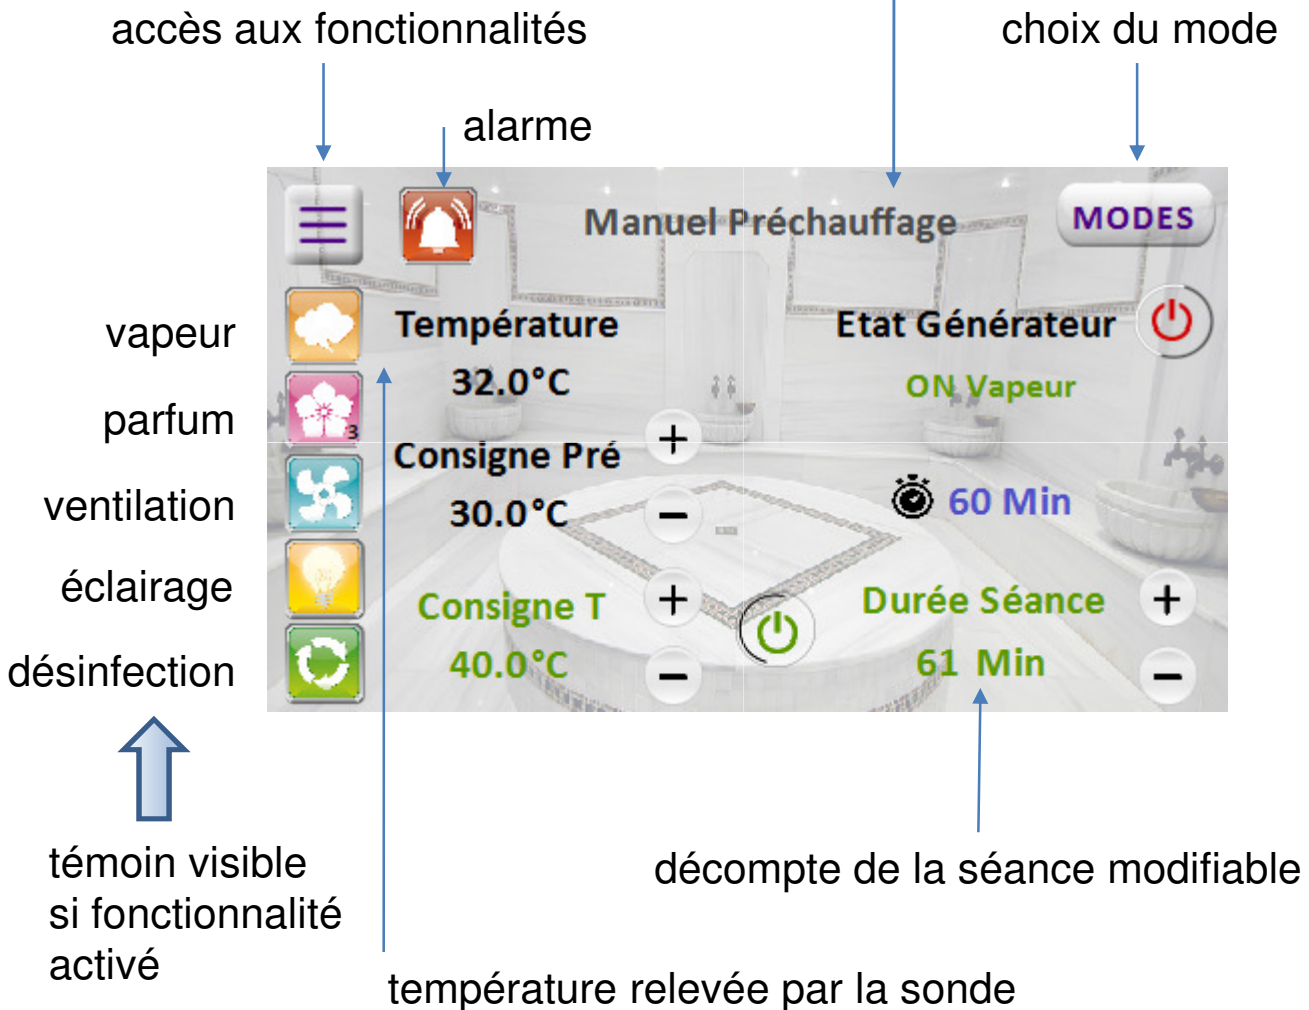 accès aux fonctionnalités
choix du mode
alarme
Manuel Préchauffage
MODES
vapeur
Température
Etat Générateur
32.0°C
ON Vapeur
parfum
3
Consigne Pré
+
ventilation
30.0°C
−
60 Min
éclairage
Consigne T
+
Durée Séance
+
désinfection
40.0°C
−
61 Min
−
témoin visible
si fonctionnalité
activé
décompte de la séance modifiable
température relevée par la sonde